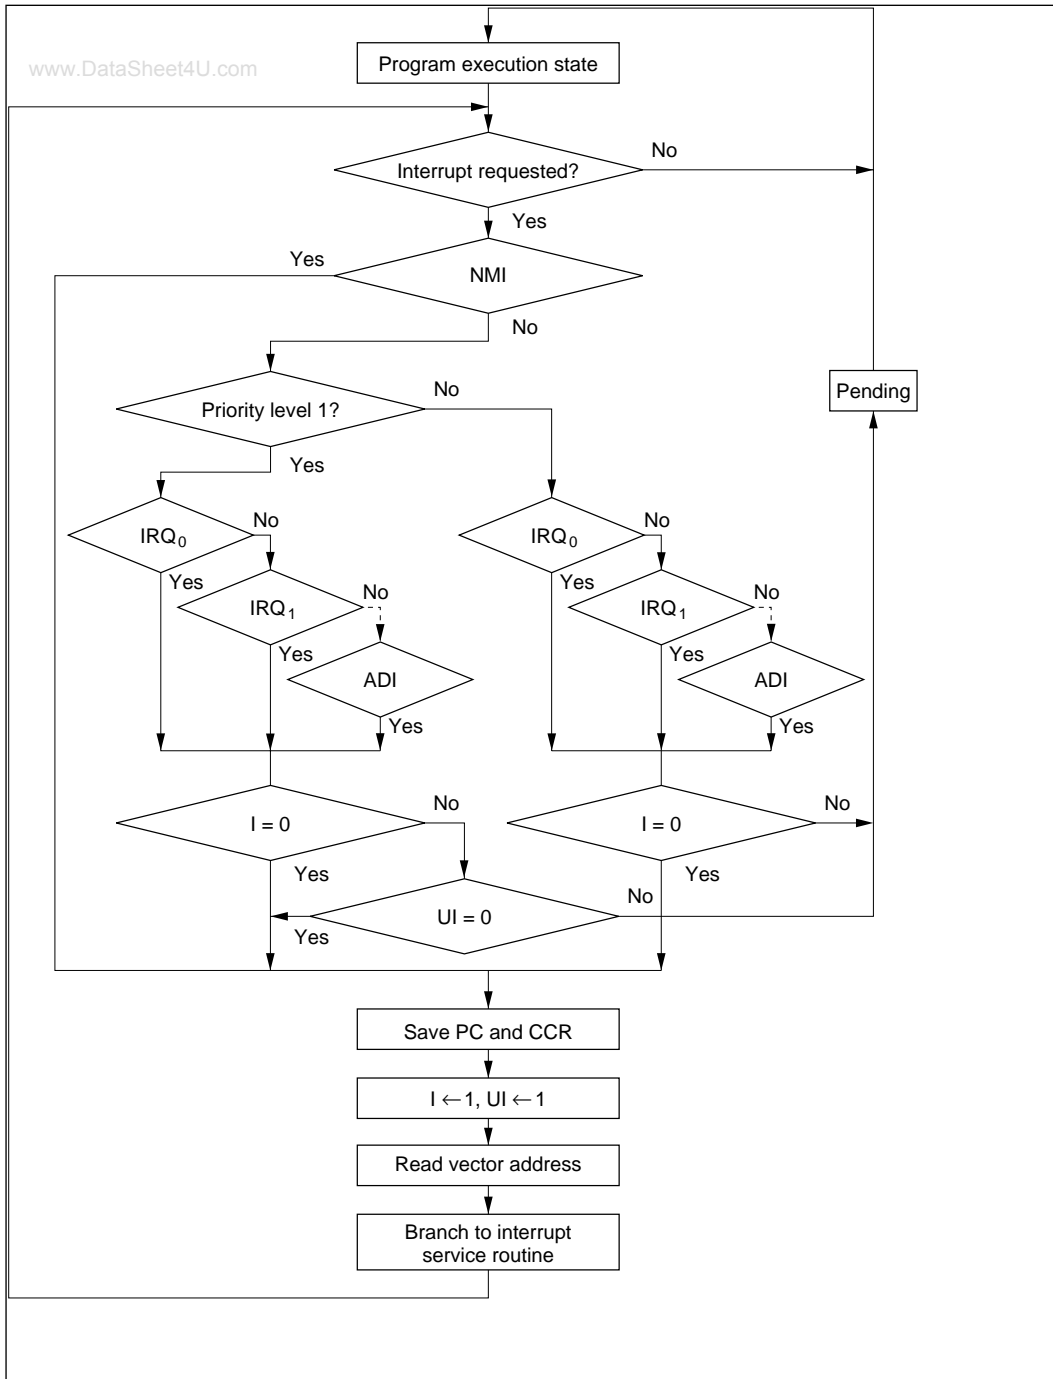 www.DataSheet4U.com
Program execution state
Interrupt requested?
No
Yes
Yes
NMI
No
Priority level 1?
No
Pending
Yes
IRQ0
No
IRQ0
No
Yes
IRQ1
No
Yes
IRQ1
No
Yes
ADI
Yes
ADI
Yes
Yes
I = 0
No
I = 0
No
Yes
Yes
UI = 0
No
Yes
Save PC and CCR
I ← 1, UI ← 1
Read vector address
Branch to interrupt
service routine